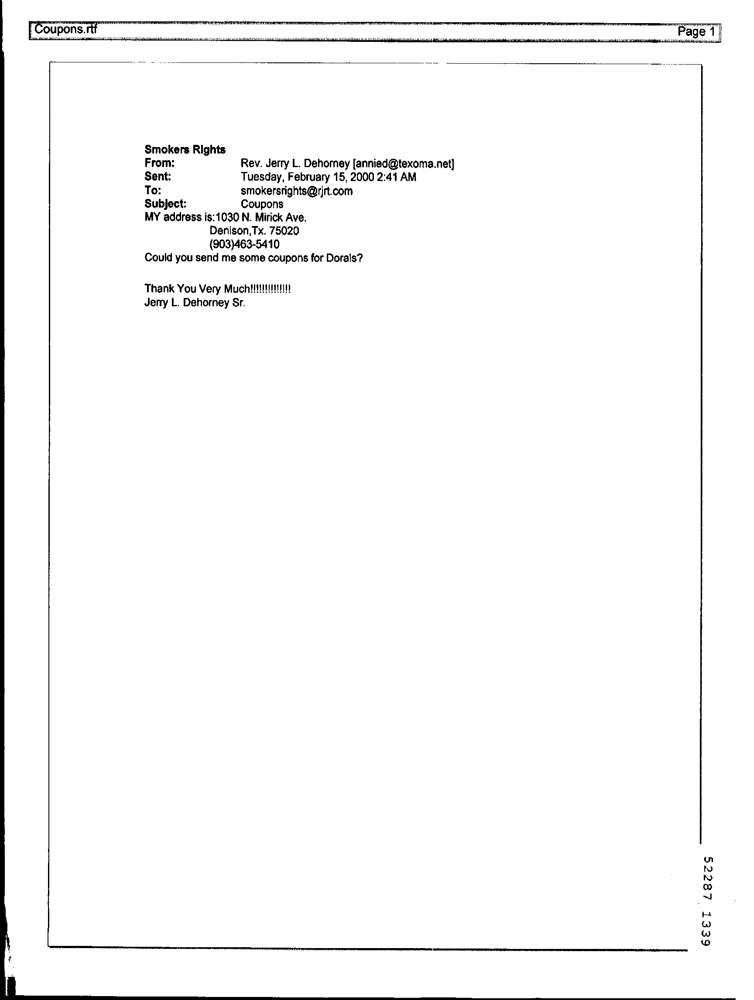 Coupons.rtf Page 1
Smokers Rights
From: Rev. Jerry L. Dehorney [annied@texoma.net]
Sent: Tuesday, February 15, 2000 2:41 AM
To: smokersrights@rjrt.com
Subject: Coupons
MY address is:1030 N. Mirick Ave.
Denison,Tx. 75020
(903)463-5410
Could you send me some coupons for Dorals?
Thank You Very Much!!!!!!!!!!!!!!
Jerry L. Dehorney Sr.
52287 1339